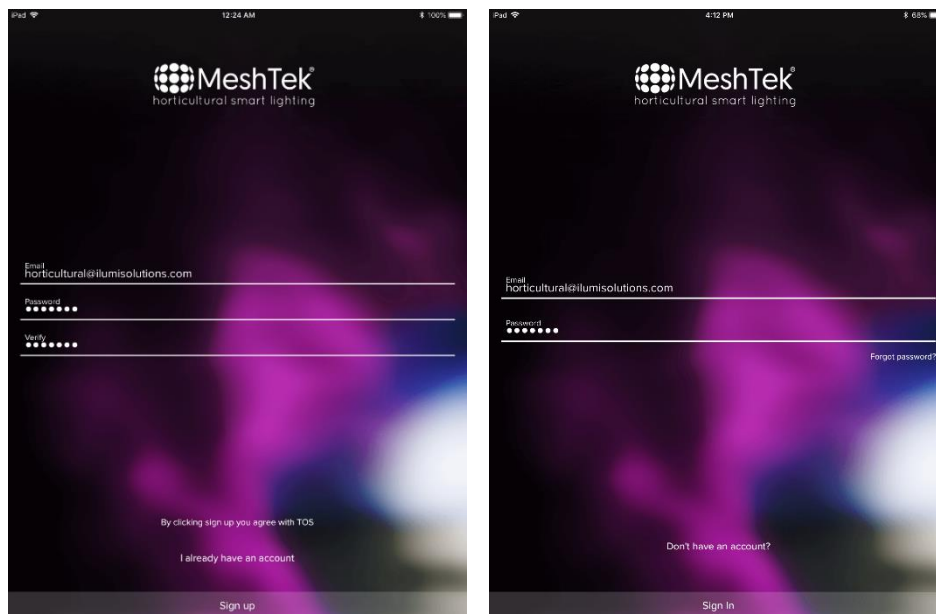 iPad
12:24 AM
100%
MeshTek®
horticultural smart lighting
Email
horticultural@ilumisolutions.com
Password
Verify
By clicking sign up you agree with TOS
I already have an account
Sign up
iPad
4:12 PM
68%
MeshTek®
horticultural smart lighting
Email
horticultural@ilumisolutions.com
Password
Forgot password?
Don't have an account?
Sign In